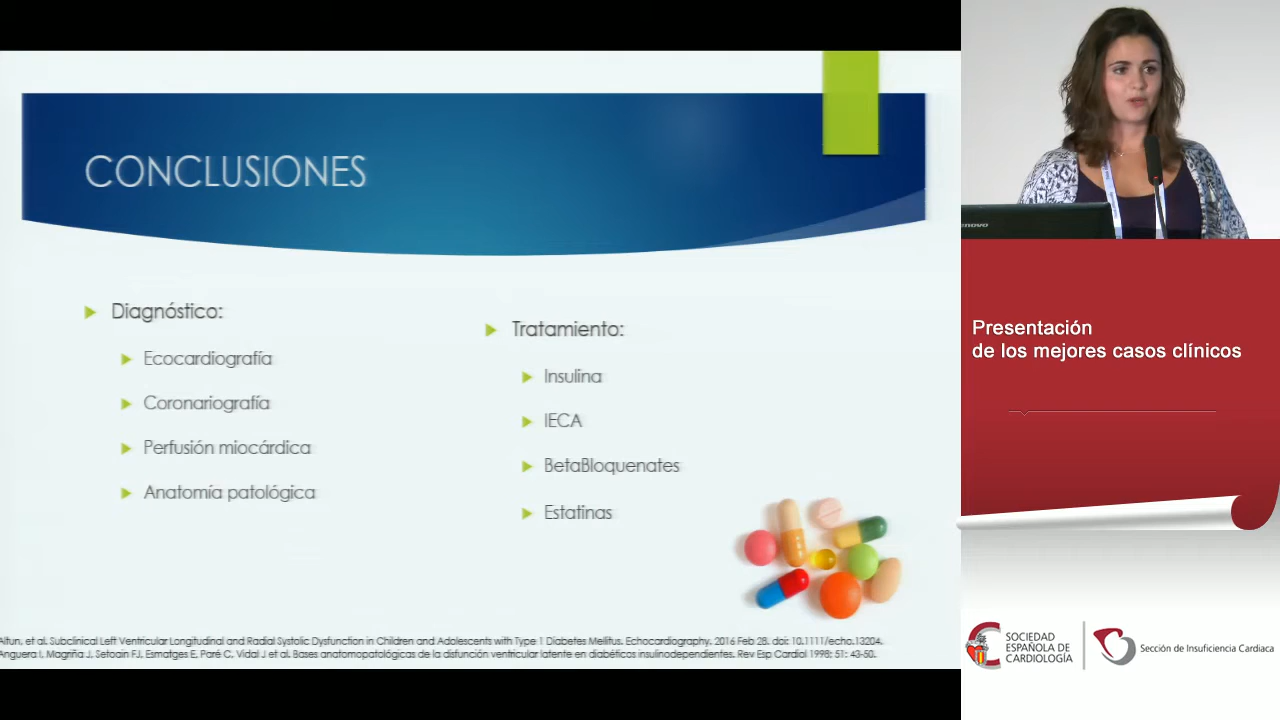 CONCLUSIONES
Diagnóstico:
Ecocardiografía
Coronariografía
Perfusión miocárdica
Anatomía patológica
Tratamiento:
Insulina
IECA
BetaBloquenates
Estatinas
Altun, et al. Subclinical Left Ventricular Longitudinal and Radial Systolic Dysfunction in Children and Adolescents with Type 1 Diabetes Mellitus. Echocardiography. 2016 Feb 28. doi: 10.1111/echo.13204.
Anguera I, Magriña J, Setoain FJ, Esmatges E, Paré C, Vidal J et al. Bases anatomopatológicas de la disfunción ventricular latente en diabéticos insulinodependientes. Rev Esp Cardiol 1998; 51: 43-50.
Presentación
de los mejores casos clínicos
SOCIEDAD
ESPAÑOLA DE
CARDIOLOGÍA
Sección de Insuficiencia Cardiaca